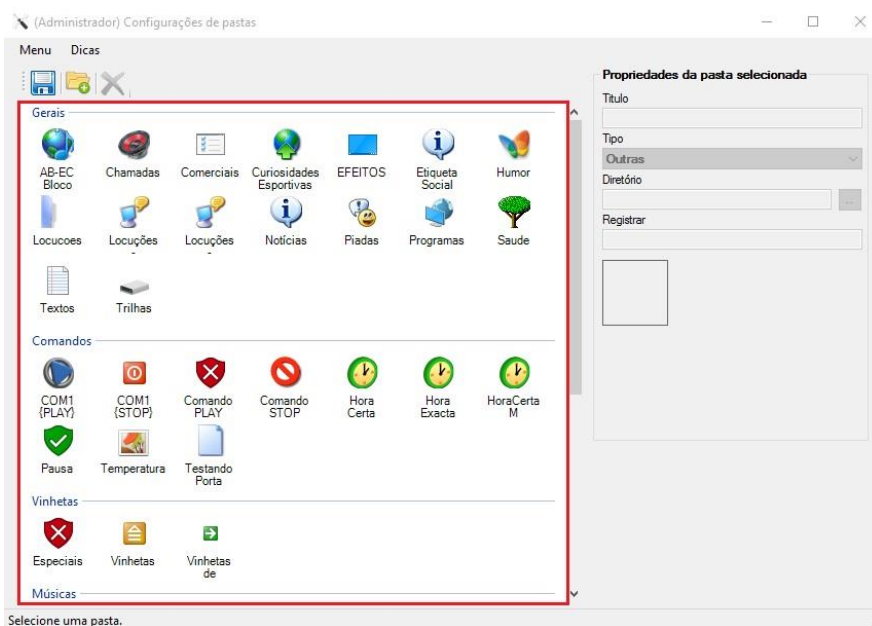 (Administrador) Configurações de pastas
Menu Dicas
Gerais
AB-EC Bloco
Chamadas
Comerciais
Curiosidades Esportivas
EFEITOS
Etiqueta Social
Humor
Locucoes
Locuções -
Locuções -
Notícias
Piadas
Programas
Saude
Textos
Trilhas
Comandos
COM1 {PLAY}
COM1 {STOP}
Comando PLAY
Comando STOP
Hora Certa
Hora Exacta
HoraCerta M
Pausa
Temperatura
Testando Porta
Vinhetas
Especiais
Vinhetas
Vinhetas de
Músicas
Propriedades da pasta selecionada
Titulo
Tipo
Outras
Diretório
...
Registrar
Selecione uma pasta.